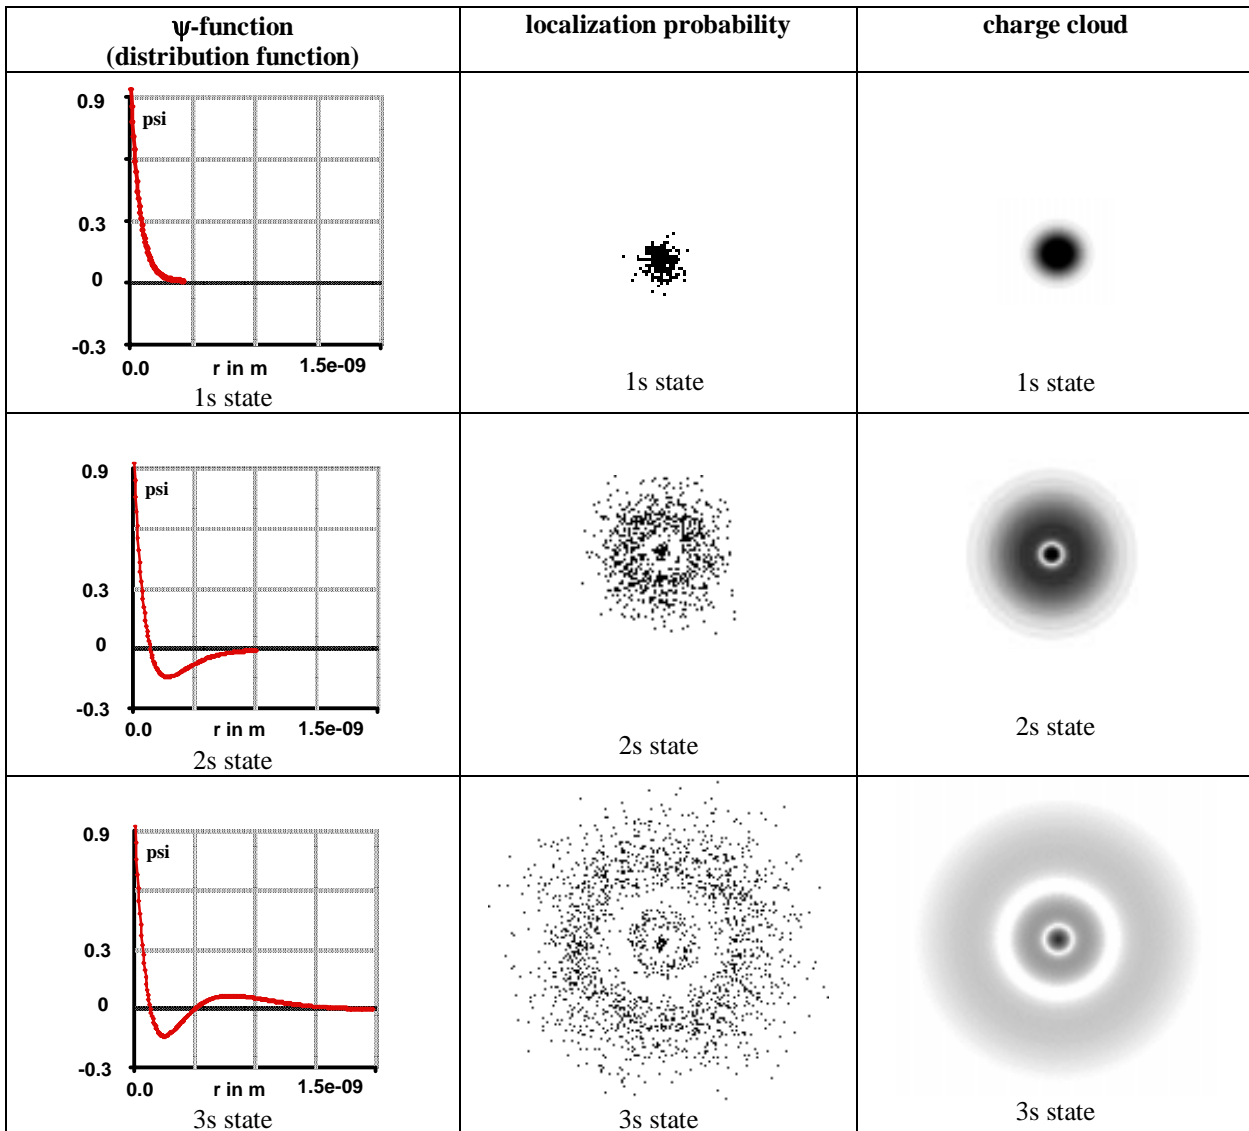 ψ-function
(distribution function)
localization probability
charge cloud
0.9
psi
0.3
0
-0.3
0.0 r in m 1.5e-09
1s state
1s state
1s state
0.9
psi
0.3
0
-0.3
0.0 r in m 1.5e-09
2s state
2s state
2s state
0.9
psi
0.3
0
-0.3
0.0 r in m 1.5e-09
3s state
3s state
3s state